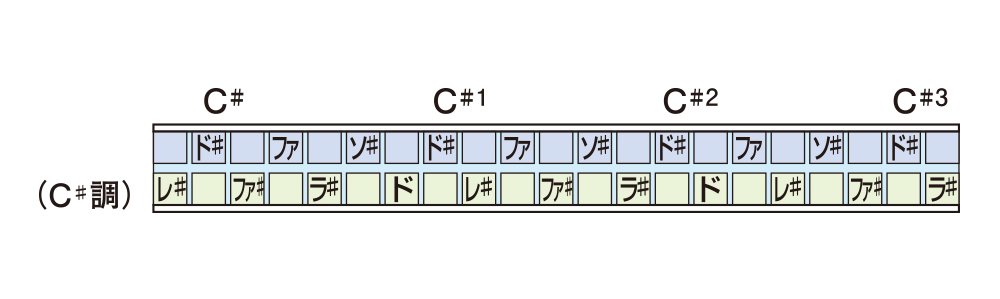 C♯ C♯1 C♯2 C♯3
ド♯ ファ ソ♯ ド♯ ファ ソ♯ ド♯ ファ ソ♯ ド♯
(C♯調) レ♯ ファ♯ ラ♯ ド レ♯ ファ♯ ラ♯ ド レ♯ ファ♯ ラ♯